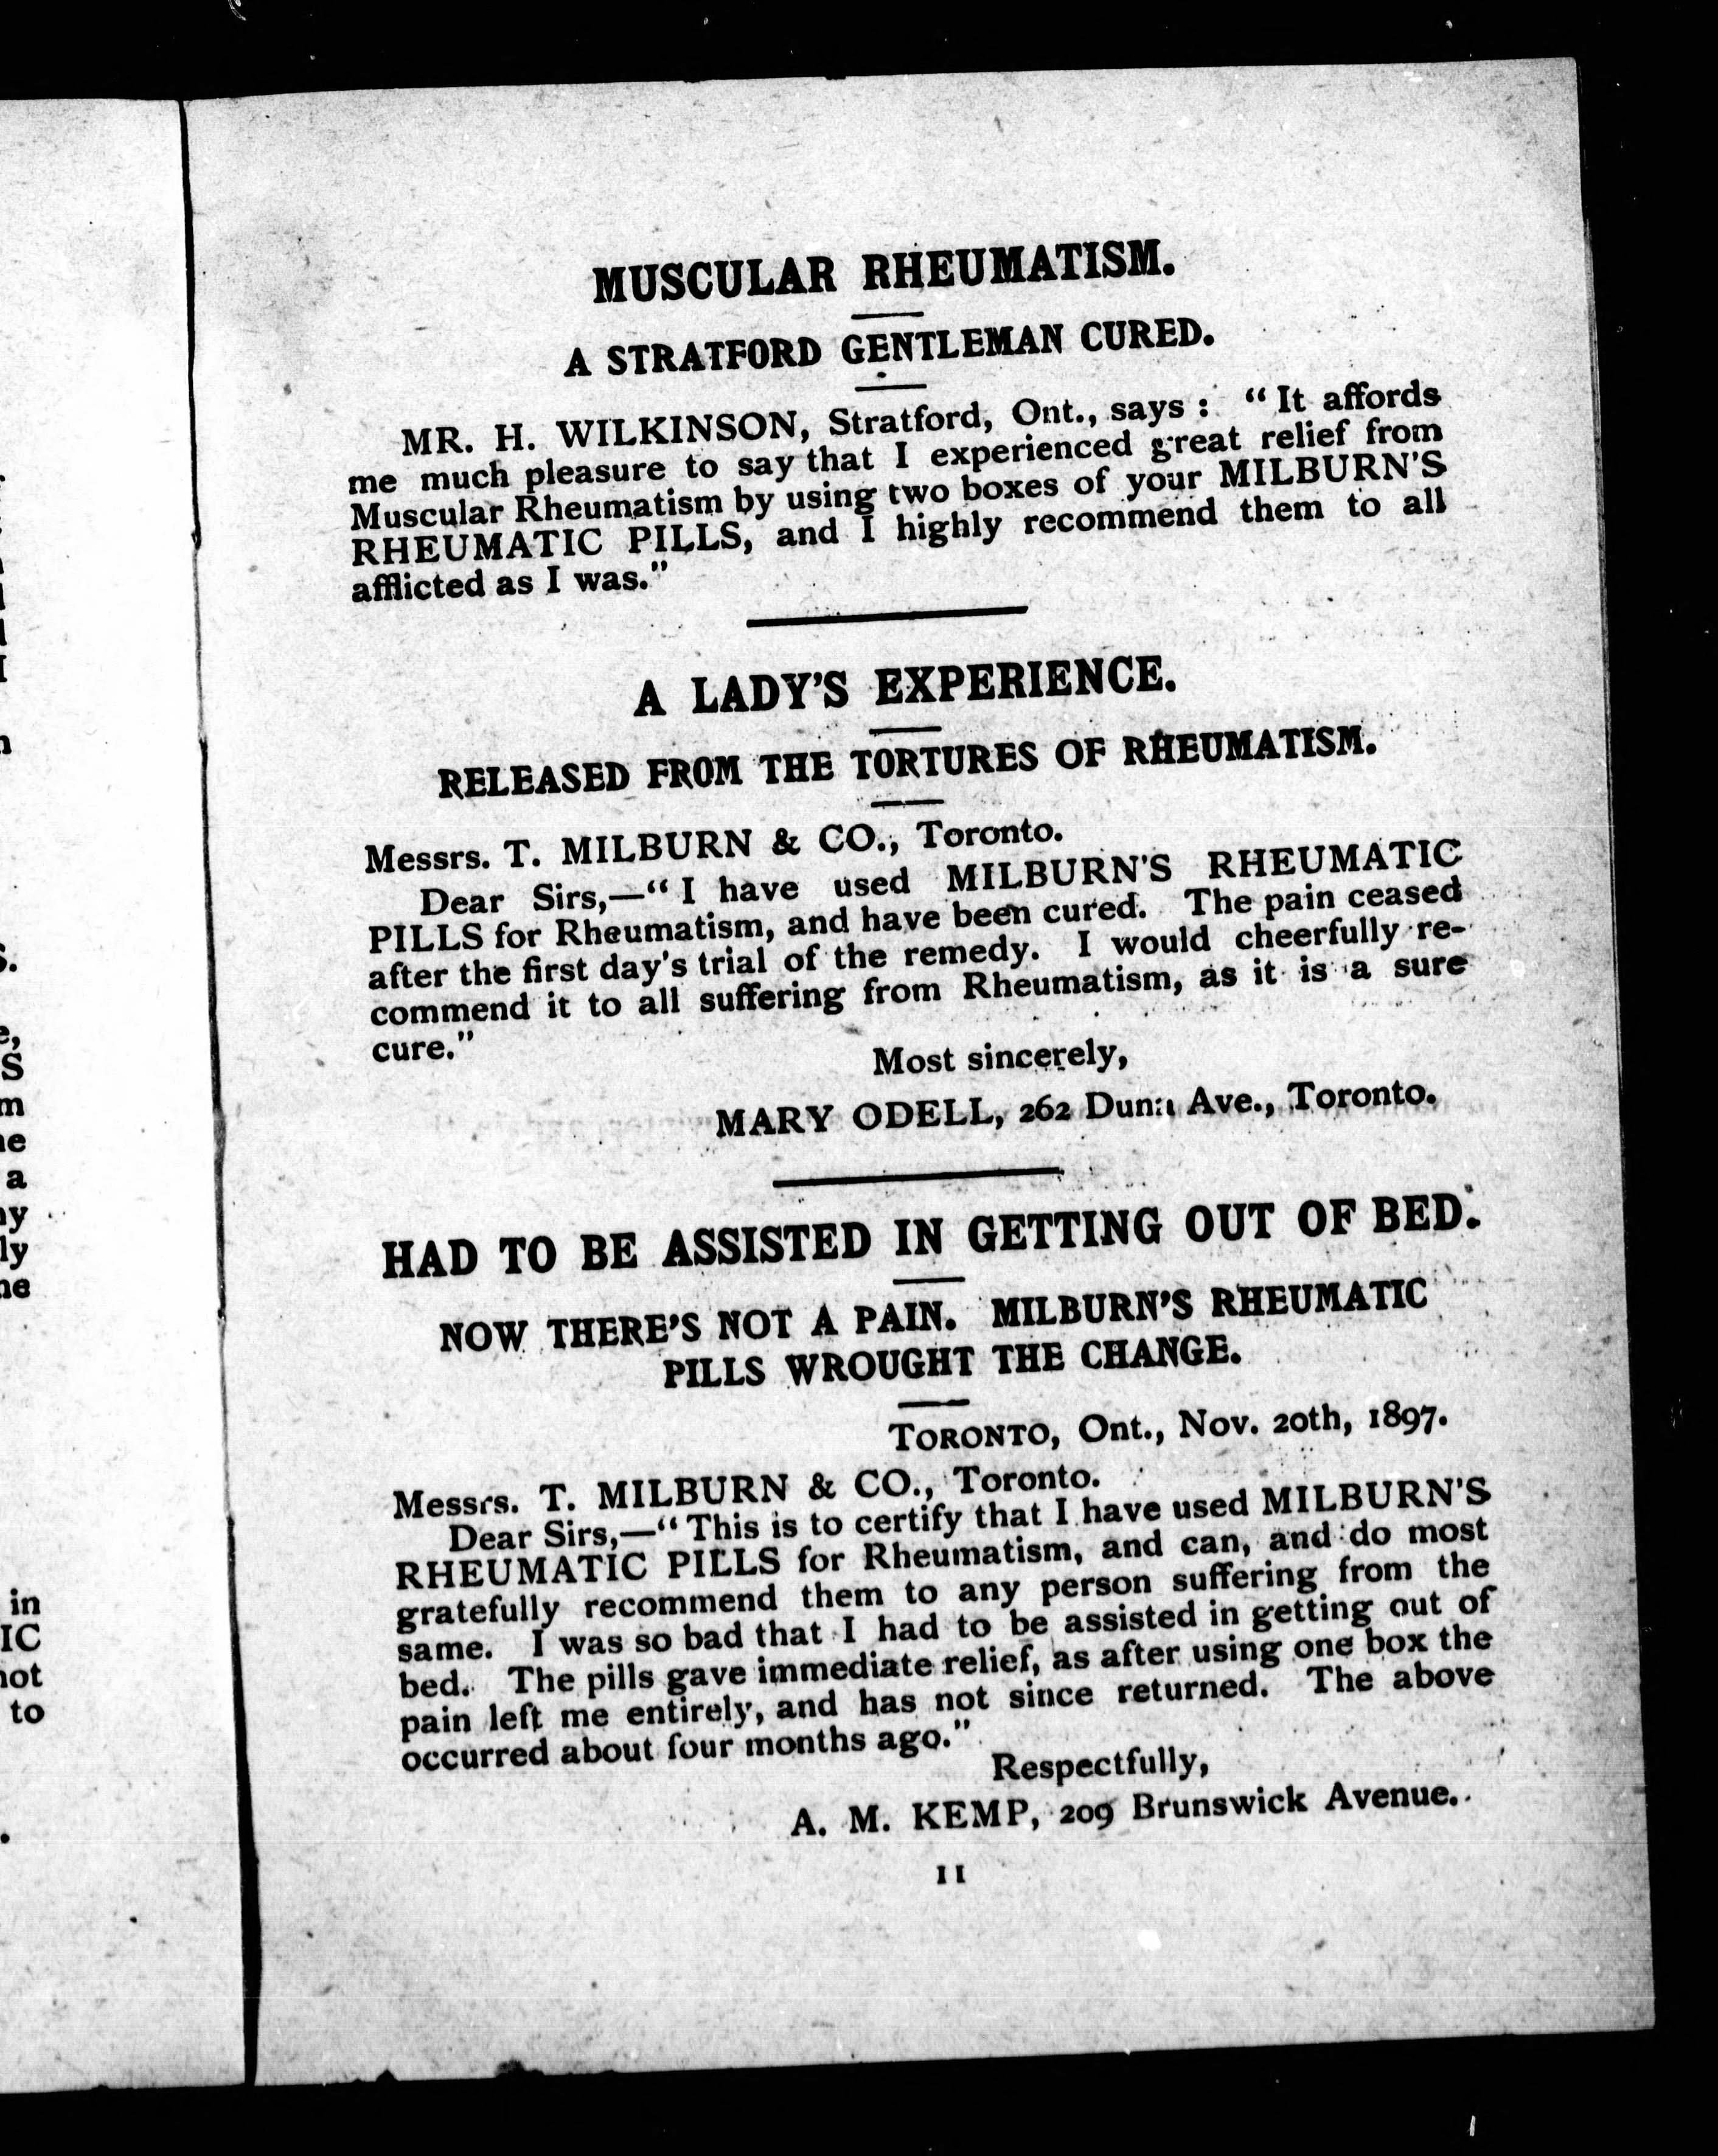 MUSCULAR RHEUMATISM.
A STRATFORD GENTLEMAN CURED.
MR. H. WILKINSON, Stratford, Ont., says : "It affords
me much pleasure to say that I experienced great relief from
Muscular Rheumatism by using two boxes of your MILBURN'S
RHEUMATIC PILLS, and I highly recommend them to all
afflicted as I was."
A LADY'S EXPERIENCE.
RELEASED FROM THE TORTURES OF RHEUMATISM.
Messrs. T. MILBURN & CO., Toronto.
Dear Sirs,—"I have used MILBURN'S RHEUMATIC
PILLS for Rheumatism, and have been cured. The pain ceased
after the first day's trial of the remedy. I would cheerfully re-
commend it to all suffering from Rheumatism, as it is a sure
cure."
Most sincerely,
MARY ODELL, 262 Dunn Ave., Toronto.
HAD TO BE ASSISTED IN GETTING OUT OF BED.
NOW THERE'S NOT A PAIN. MILBURN'S RHEUMATIC
PILLS WROUGHT THE CHANGE.
TORONTO, Ont., Nov. 20th, 1897.
Messrs. T. MILBURN & CO., Toronto.
Dear Sirs,—"This is to certify that I have used MILBURN'S
RHEUMATIC PILLS for Rheumatism, and can, and do most
gratefully recommend them to any person suffering from the
same. I was so bad that I had to be assisted in getting out of
bed. The pills gave immediate relief, as after using one box the
pain left me entirely, and has not since returned. The above
occurred about four months ago."
Respectfully,
A. M. KEMP, 209 Brunswick Avenue.
11
in
to